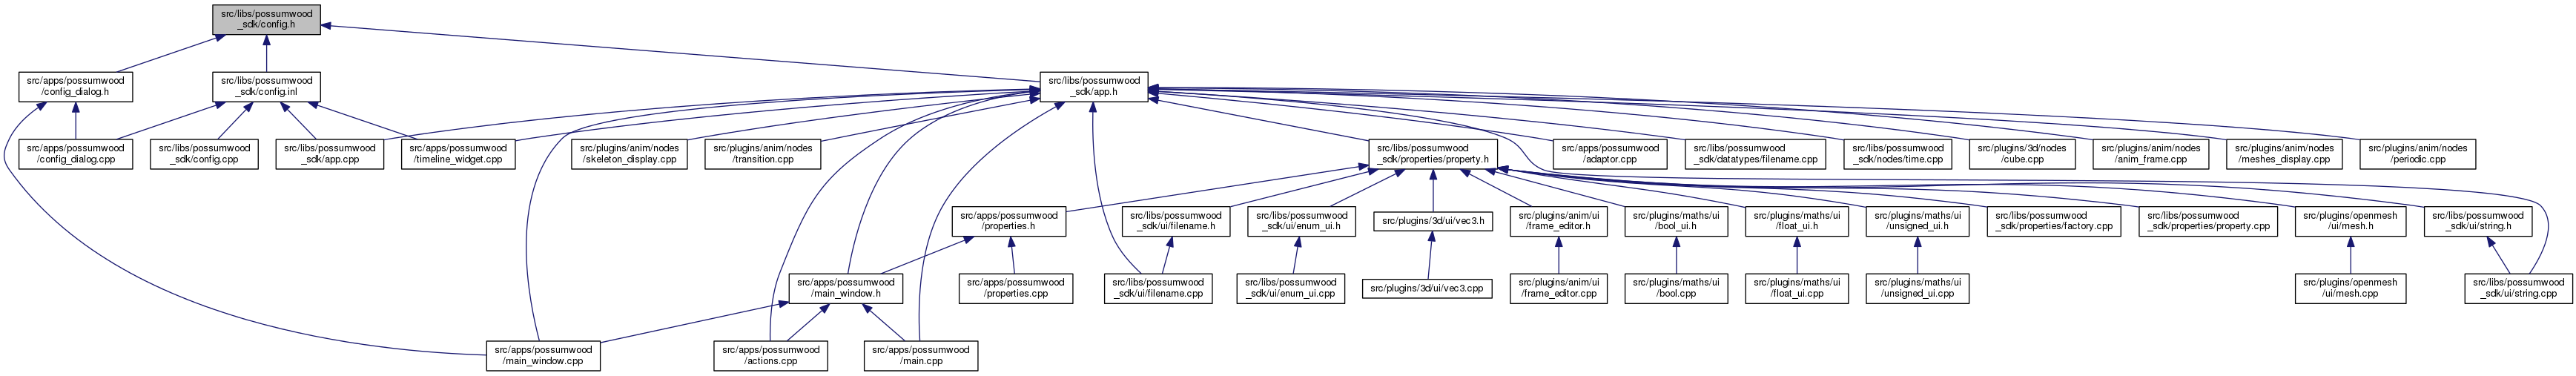 src/libs/possumwood
_sdk/config.h
src/apps/possumwood
/config_dialog.h
src/libs/possumwood
_sdk/config.inl
src/libs/possumwood
_sdk/app.h
src/apps/possumwood
/config_dialog.cpp
src/libs/possumwood
_sdk/config.cpp
src/libs/possumwood
_sdk/app.cpp
src/apps/possumwood
/timeline_widget.cpp
src/plugins/anim/nodes
/skeleton_display.cpp
src/plugins/anim/nodes
/transition.cpp
src/libs/possumwood
_sdk/properties/property.h
src/apps/possumwood
/adaptor.cpp
src/libs/possumwood
_sdk/datatypes/filename.cpp
src/libs/possumwood
_sdk/nodes/time.cpp
src/plugins/3d/nodes
/cube.cpp
src/plugins/anim/nodes
/anim_frame.cpp
src/plugins/anim/nodes
/meshes_display.cpp
src/plugins/anim/nodes
/periodic.cpp
src/apps/possumwood
/properties.h
src/libs/possumwood
_sdk/ui/filename.h
src/libs/possumwood
_sdk/ui/enum_ui.h
src/plugins/3d/ui/vec3.h
src/plugins/anim/ui
/frame_editor.h
src/plugins/maths/ui
/bool_ui.h
src/plugins/maths/ui
/float_ui.h
src/plugins/maths/ui
/unsigned_ui.h
src/libs/possumwood
_sdk/properties/factory.cpp
src/libs/possumwood
_sdk/properties/property.cpp
src/plugins/openmesh
/ui/mesh.h
src/libs/possumwood
_sdk/ui/string.h
src/apps/possumwood
/main_window.h
src/apps/possumwood
/properties.cpp
src/libs/possumwood
_sdk/ui/filename.cpp
src/libs/possumwood
_sdk/ui/enum_ui.cpp
src/plugins/3d/ui/vec3.cpp
src/plugins/anim/ui
/frame_editor.cpp
src/plugins/maths/ui
/bool.cpp
src/plugins/maths/ui
/float_ui.cpp
src/plugins/maths/ui
/unsigned_ui.cpp
src/plugins/openmesh
/ui/mesh.cpp
src/libs/possumwood
_sdk/ui/string.cpp
src/apps/possumwood
/main_window.cpp
src/apps/possumwood
/actions.cpp
src/apps/possumwood
/main.cpp